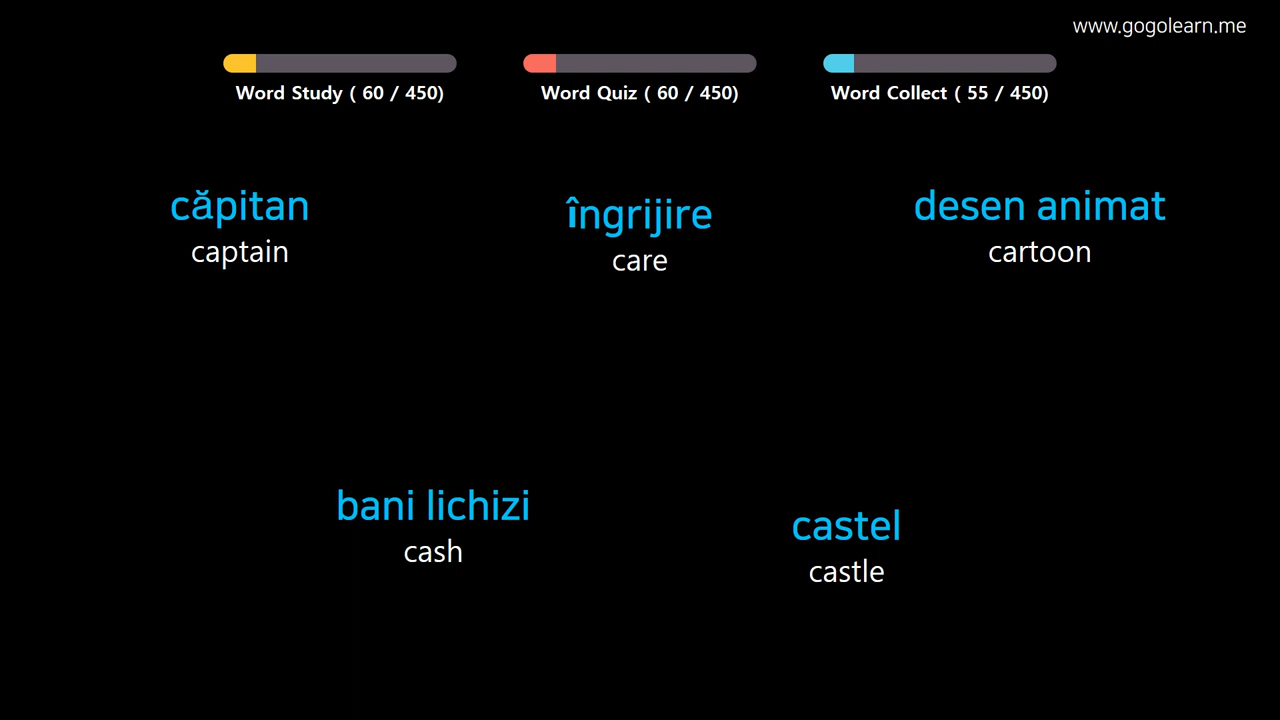 www.gogolearn.me
Word Study ( 60 / 450)
Word Quiz ( 60 / 450)
Word Collect ( 55 / 450)
căpitan
captain
îngrijire
care
desen animat
cartoon
bani lichizi
cash
castel
castle